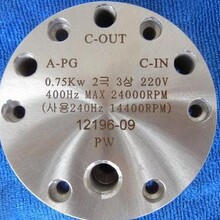 C-OUT
A-PG C-IN
0.75Kw 2극 3상 220V
400Hz MAX 24000RPM
(사용240Hz 14400RPM)
12196-09
PW